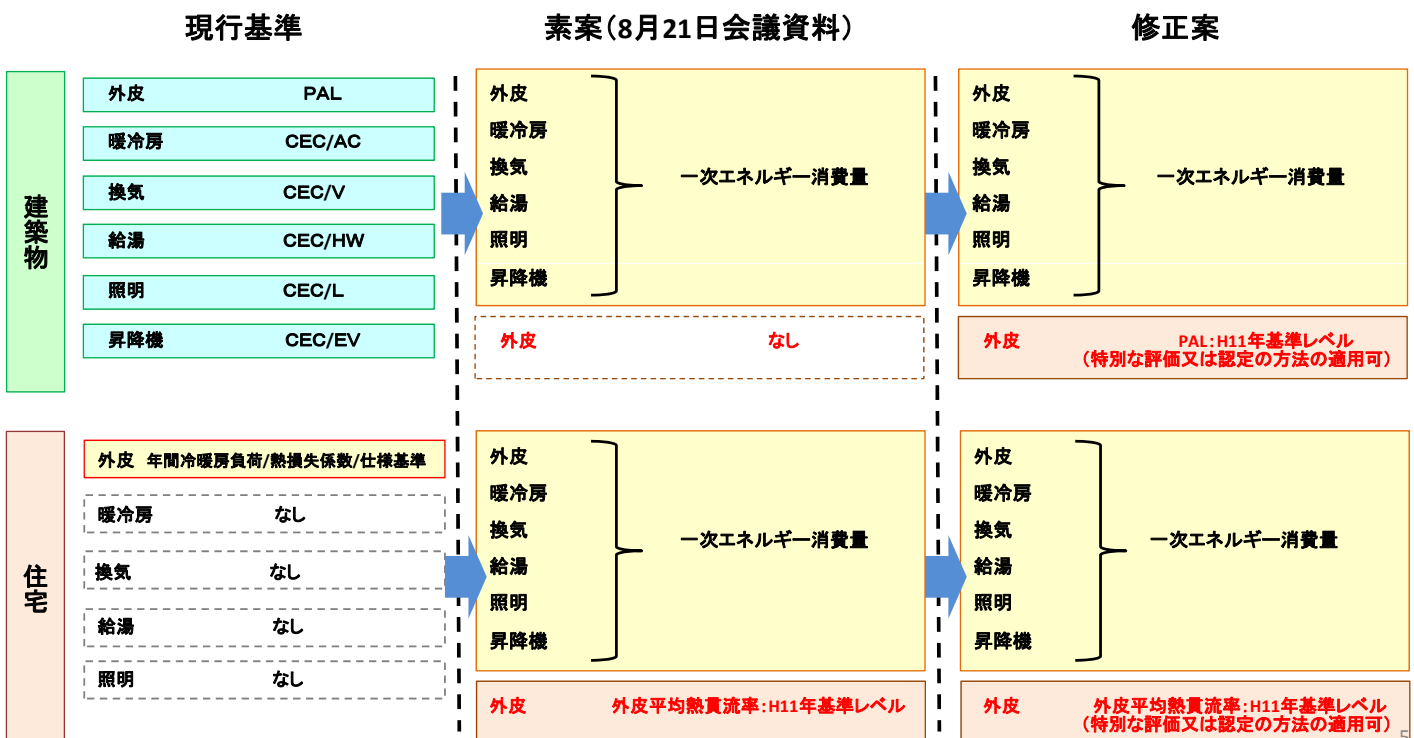 現行基準
素案(8月21日会議資料)
修正案
建築物
外皮 PAL
暖冷房 CEC/AC
換気 CEC/V
給湯 CEC/HW
照明 CEC/L
昇降機 CEC/EV
外皮
暖冷房
換気
一次エネルギー消費量
給湯
照明
昇降機
外皮 なし
外皮
暖冷房
換気
一次エネルギー消費量
給湯
照明
昇降機
外皮 PAL:H11年基準レベル
(特別な評価又は認定の方法の適用可)
住宅
外皮 年間冷暖房負荷/熱損失係数/仕様基準
暖冷房 なし
換気 なし
給湯 なし
照明 なし
外皮
暖冷房
換気
一次エネルギー消費量
給湯
照明
昇降機
外皮 外皮平均熱貫流率:H11年基準レベル
外皮
暖冷房
換気
一次エネルギー消費量
給湯
照明
昇降機
外皮 外皮平均熱貫流率:H11年基準レベル
(特別な評価又は認定の方法の適用可)
5